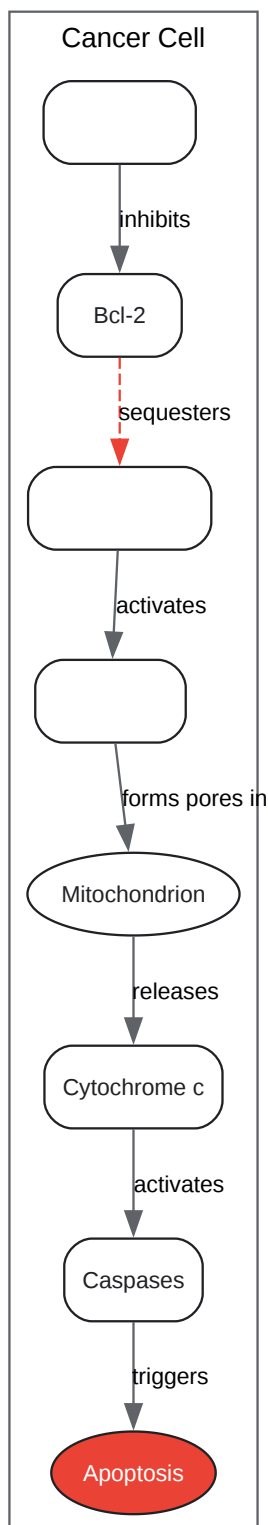 Cancer Cell
inhibits
Bcl-2
sequesters
activates
forms pores in
Mitochondrion
releases
Cytochrome c
activates
Caspases
triggers
Apoptosis